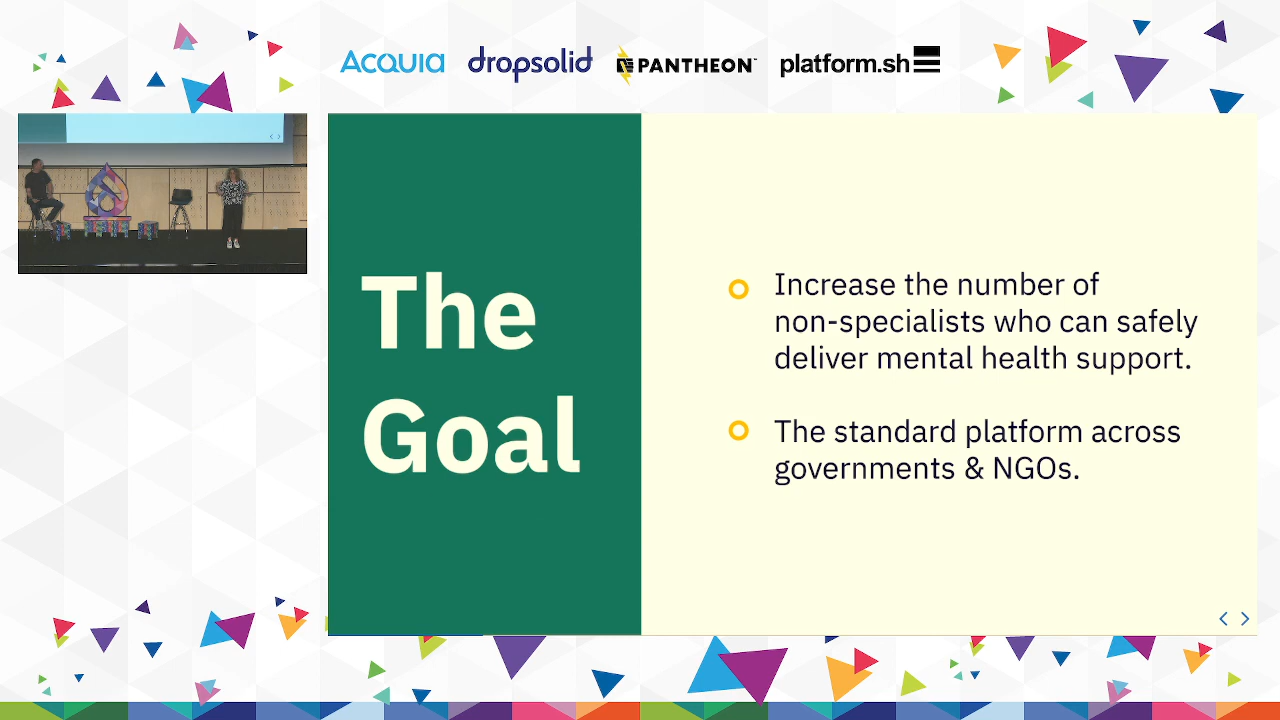 ACQUIA dropsolid PANTHEON platform.sh
The
Goal
Increase the number of
non-specialists who can safely
deliver mental health support.
The standard platform across
governments & NGOs.